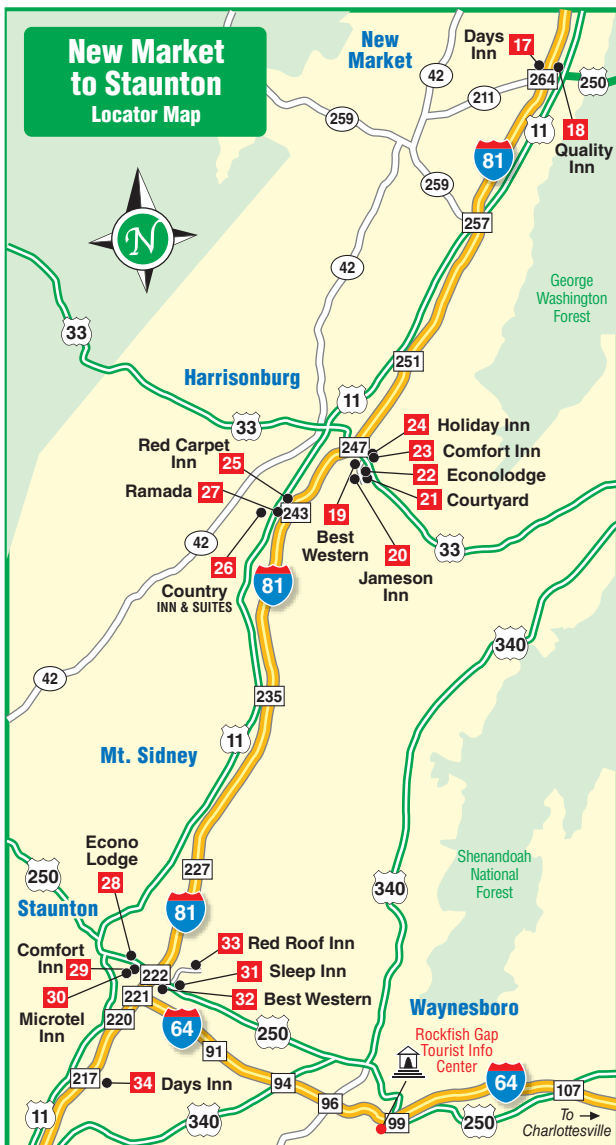 New Market
to Staunton
Locator Map
New
Market
Days
Inn
17
264
250
42
211
11
18
Quality
Inn
259
81
259
257
N
42
George
Washington
Forest
33
251
Harrisonburg
11
33
247
24 Holiday Inn
23 Comfort Inn
22 Econolodge
21 Courtyard
Red Carpet
Inn
25
Ramada 27
243
19
Best
Western
20
Jameson
Inn
33
42
26
Country
INN & SUITES
81
340
42
235
11
Mt. Sidney
Econo
Lodge
28
227
Shenandoah
National
Forest
250
340
Staunton
81
33 Red Roof Inn
Comfort
Inn 29
222
31 Sleep Inn
30
Microtel
Inn
221
32 Best Western
220
64
250
Waynesboro
Rockfish Gap
Tourist Info
Center
91
217
34 Days Inn
94
64
107
96
11
340
99
250
To
Charlottesville